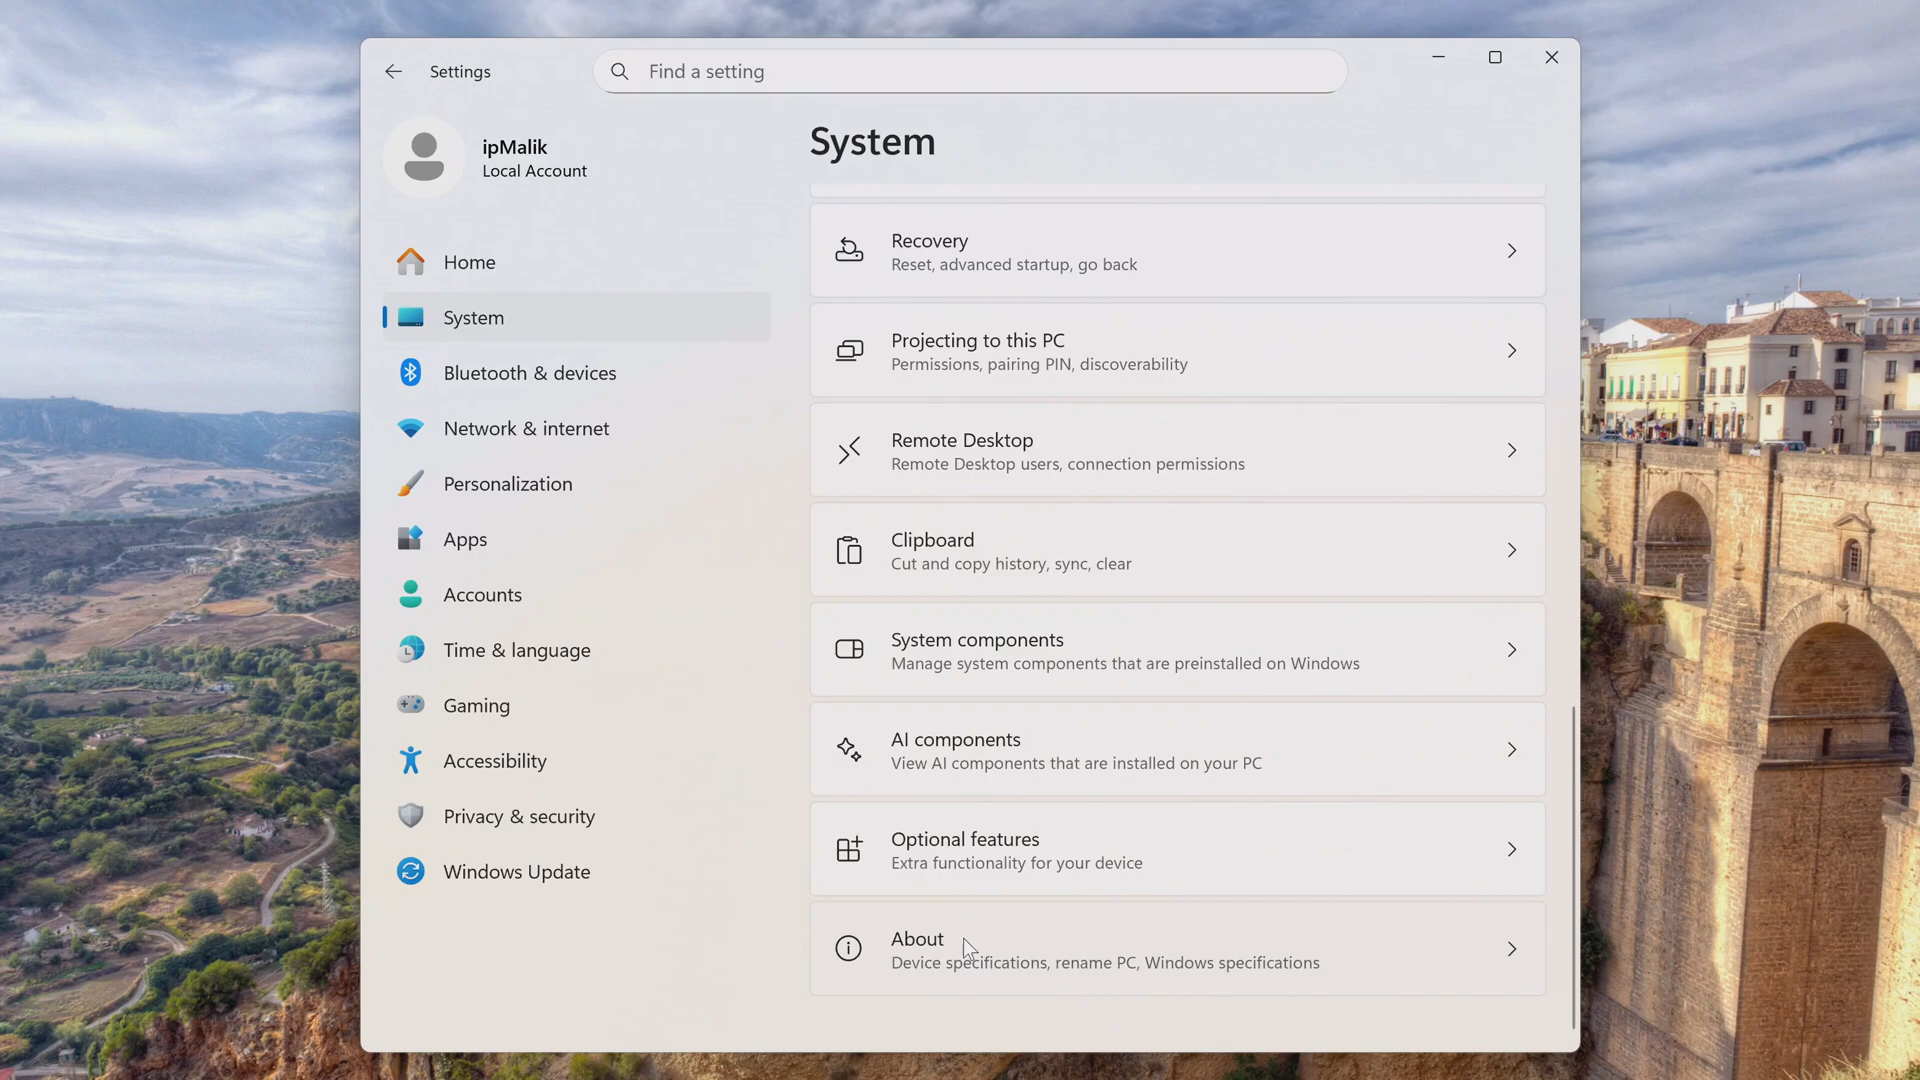 Settings
Find a setting
ipMalik
Local Account
Home
System
Bluetooth & devices
Network & internet
Personalization
Apps
Accounts
Time & language
Gaming
Accessibility
Privacy & security
Windows Update
System
Recovery
Reset, advanced startup, go back
Projecting to this PC
Permissions, pairing PIN, discoverability
Remote Desktop
Remote Desktop users, connection permissions
Clipboard
Cut and copy history, sync, clear
System components
Manage system components that are preinstalled on Windows
AI components
View AI components that are installed on your PC
Optional features
Extra functionality for your device
About
Device specifications, rename PC, Windows specifications